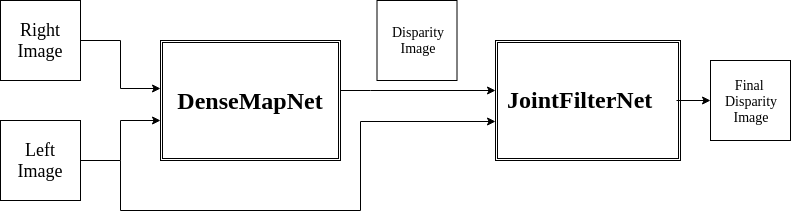 Right
Image
Disparity
Image
DenseMapNet
JointFilterNet
Final
Disparity
Image
Left
Image